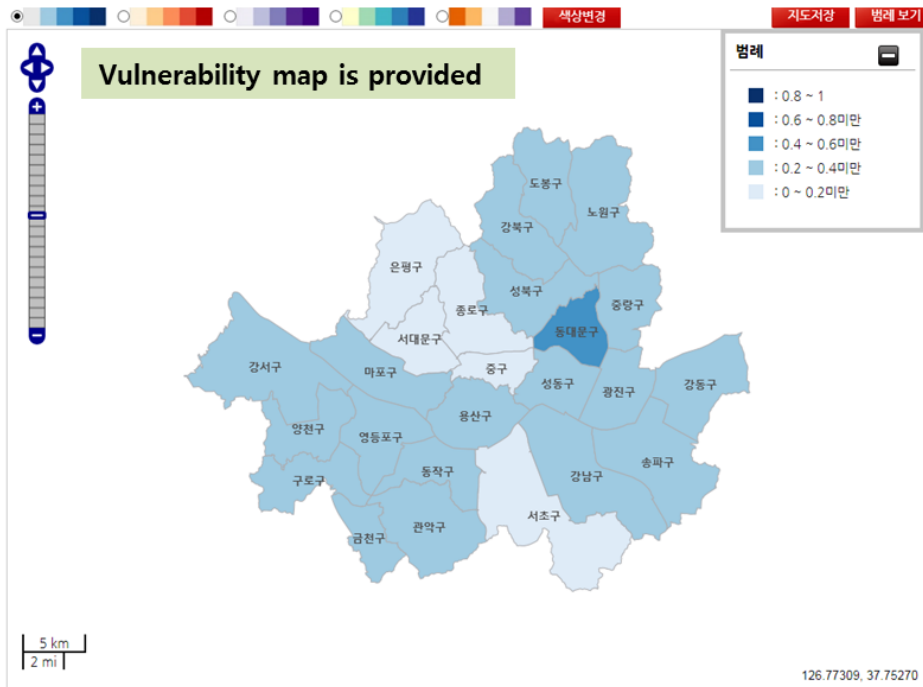 색상변경
지도저장
범례 보기
Vulnerability map is provided
범례
: 0.8 ~ 1
: 0.6 ~ 0.8미만
: 0.4 ~ 0.6미만
: 0.2 ~ 0.4미만
: 0 ~ 0.2미만
도봉구
노원구
강북구
은평구
성북구
중랑구
종로구
서대문구
동대문구
강서구
마포구
중구
성동구
광진구
강동구
용산구
양천구
영등포구
동작구
강남구
송파구
구로구
서초구
관악구
금천구
5 km
2 mi
126.77309, 37.75270